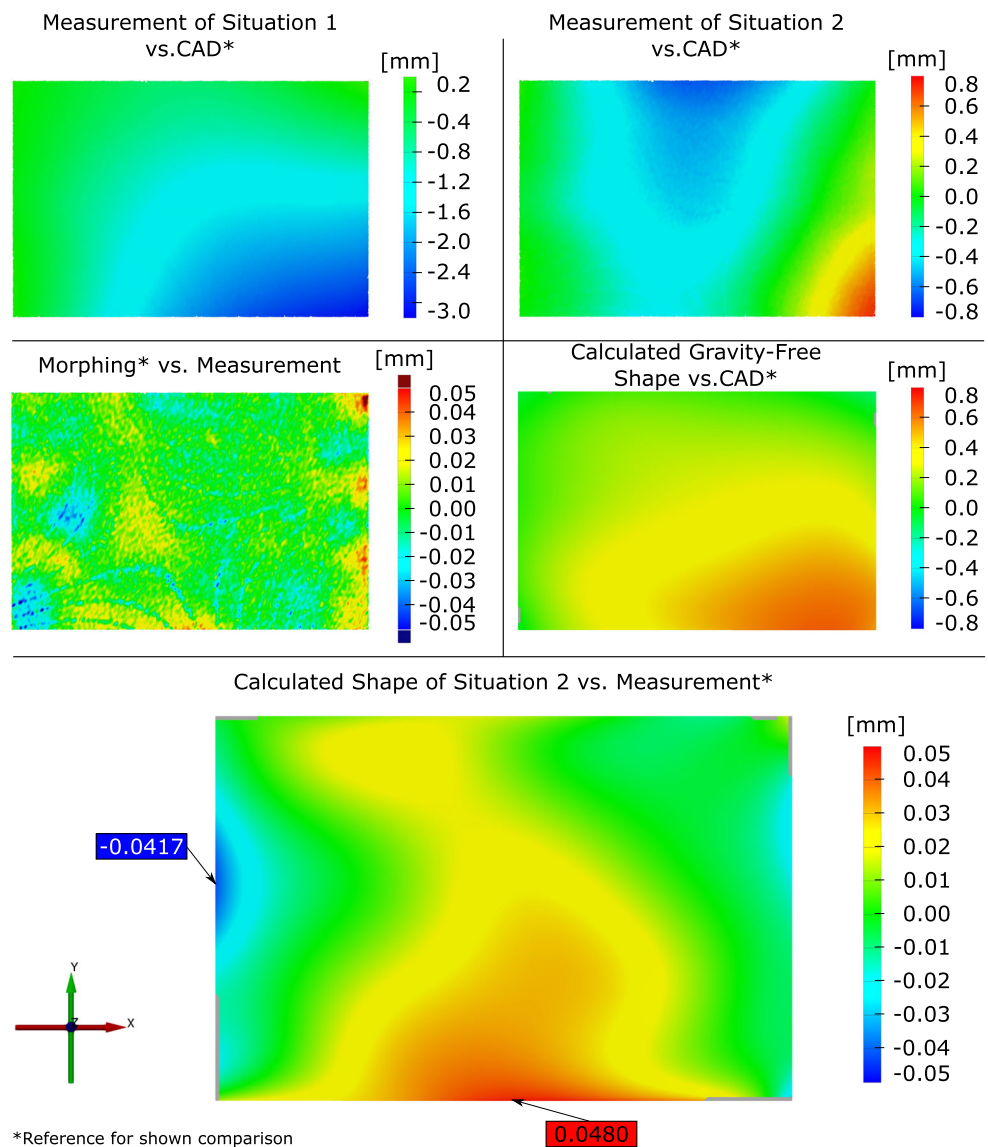 Measurement of Situation 1
vs.CAD*
[mm]
0.2
-0.4
-0.8
-1.2
-1.6
-2.0
-2.4
-3.0
Measurement of Situation 2
vs.CAD*
[mm]
0.8
0.6
0.4
0.2
0.0
-0.2
-0.4
-0.6
-0.8
Morphing* vs. Measurement
[mm]
0.05
0.04
0.03
0.02
0.01
0.00
-0.01
-0.02
-0.03
-0.04
-0.05
Calculated Gravity-Free
Shape vs.CAD*
[mm]
0.8
0.6
0.4
0.2
0.0
-0.2
-0.4
-0.6
-0.8
Calculated Shape of Situation 2 vs. Measurement*
[mm]
0.05
0.04
0.03
0.02
0.00
-0.01
-0.03
-0.04
-0.05
-0.0417
Y
Z
X
0.0480
*Reference for shown comparison